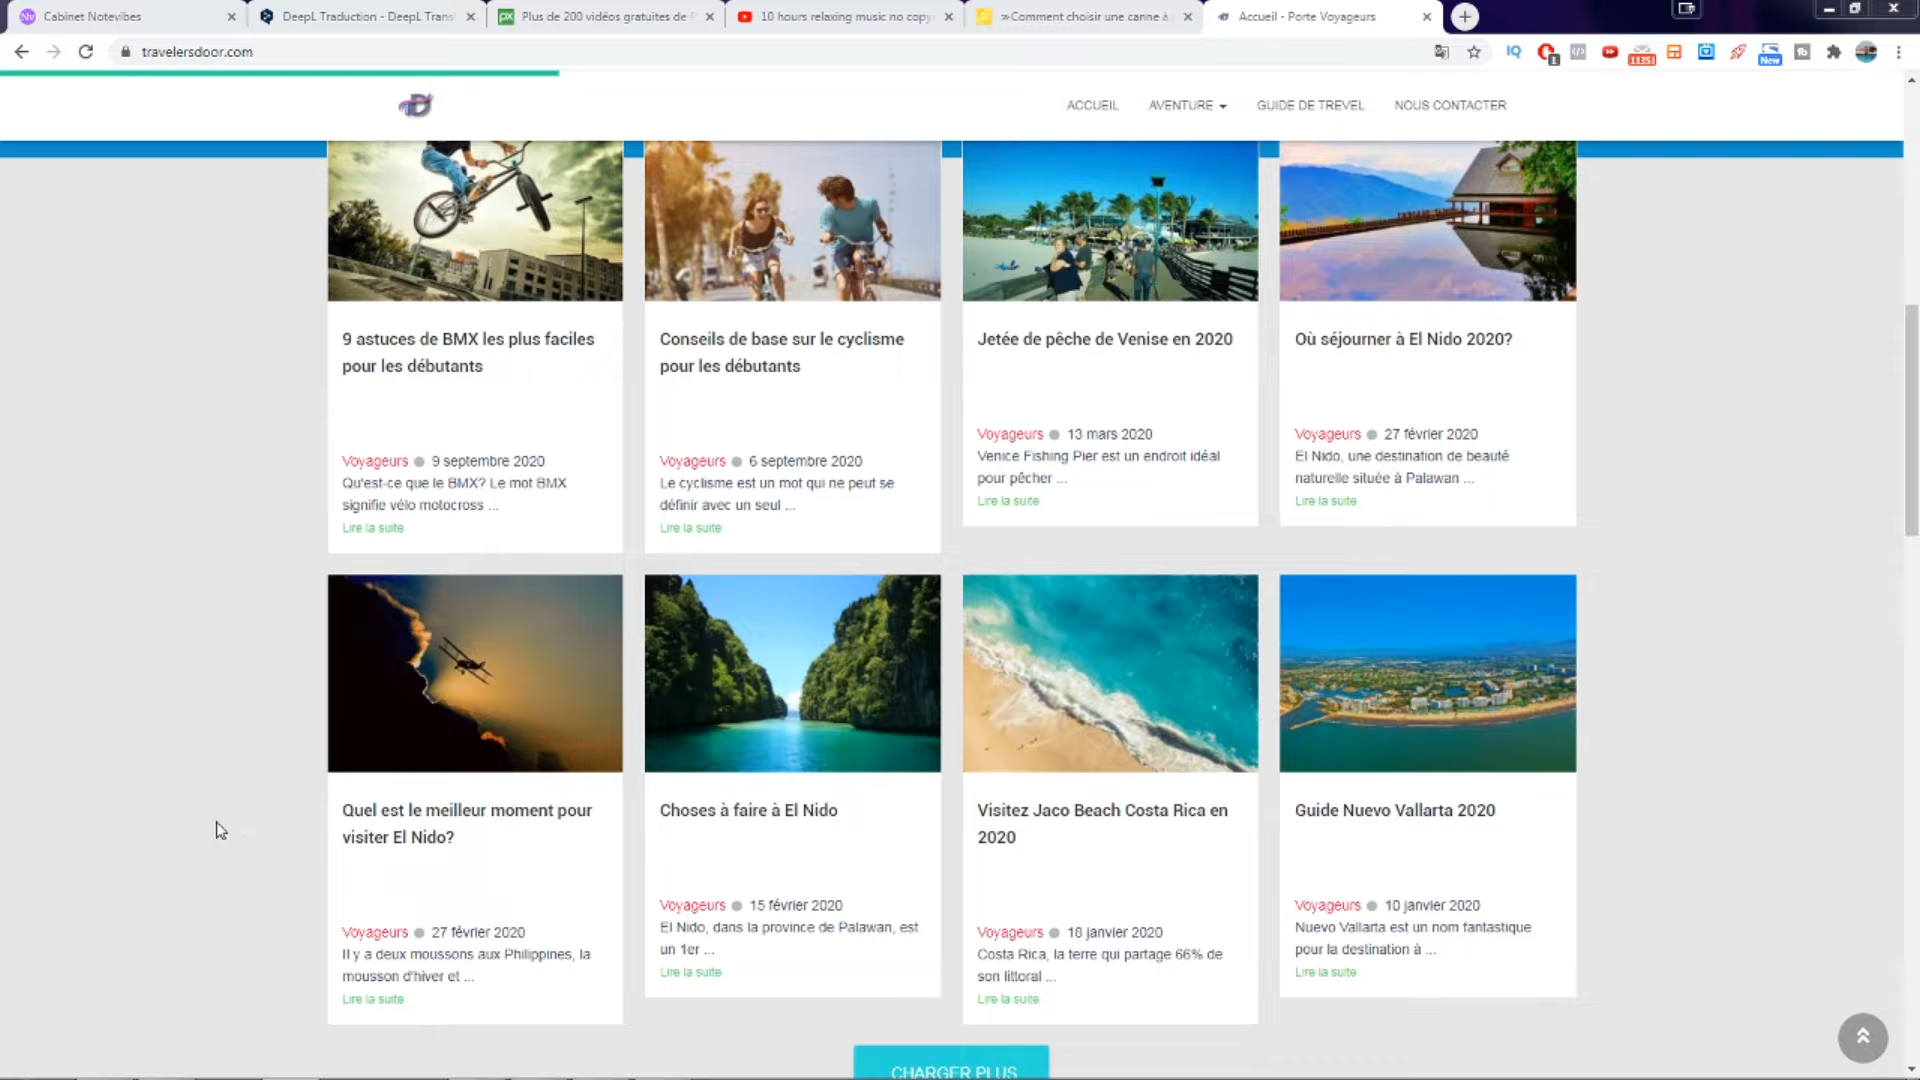 Cabinet Notevibes
DeepL Traduction - DeepL Trans
Plus de 200 vidéos gratuites de
10 hours relaxing music no copy
Comment choisir une canne à
Accueil - Porte Voyageurs
travelersdoor.com
ACCUEIL
AVENTURE
GUIDE DE TREVEL
NOUS CONTACTER
9 astuces de BMX les plus faciles
pour les débutants
Voyageurs 9 septembre 2020
Qu'est-ce que le BMX? Le mot BMX
signifie vélo motocross ...
Lire la suite
Conseils de base sur le cyclisme
pour les débutants
Voyageurs 6 septembre 2020
Le cyclisme est un mot qui ne peut se
définir avec un seul ...
Lire la suite
Jetée de pêche de Venise en 2020
Voyageurs 13 mars 2020
Venice Fishing Pier est un endroit idéal
pour pêcher ...
Lire la suite
Où séjourner à El Nido 2020?
Voyageurs 27 février 2020
El Nido, une destination de beauté
naturelle située à Palawan ...
Lire la suite
Quel est le meilleur moment pour
visiter El Nido?
Voyageurs 27 février 2020
Il y a deux moussons aux Philippines, la
mousson d'hiver et ...
Lire la suite
Choses à faire à El Nido
Voyageurs 15 février 2020
El Nido, dans la province de Palawan, est
un 1er ...
Lire la suite
Visitez Jaco Beach Costa Rica en
2020
Voyageurs 18 janvier 2020
Costa Rica, la terre qui partage 66% de
son littoral ...
Lire la suite
Guide Nuevo Vallarta 2020
Voyageurs 10 janvier 2020
Nuevo Vallarta est un nom fantastique
pour la destination à ...
Lire la suite
CHARGER PLUS